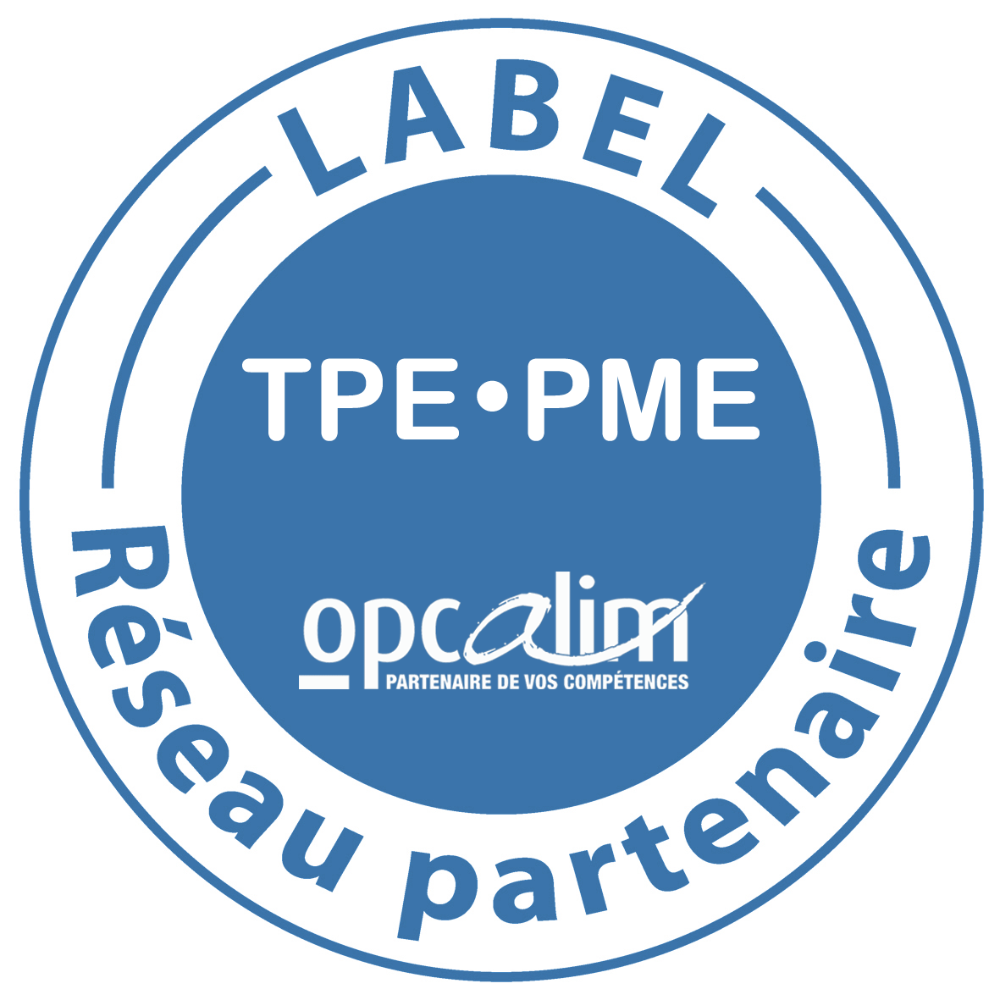 LABEL
TPE•PME
opcalim
PARTENAIRE DE VOS COMPÉTENCES
Réseau partenaire